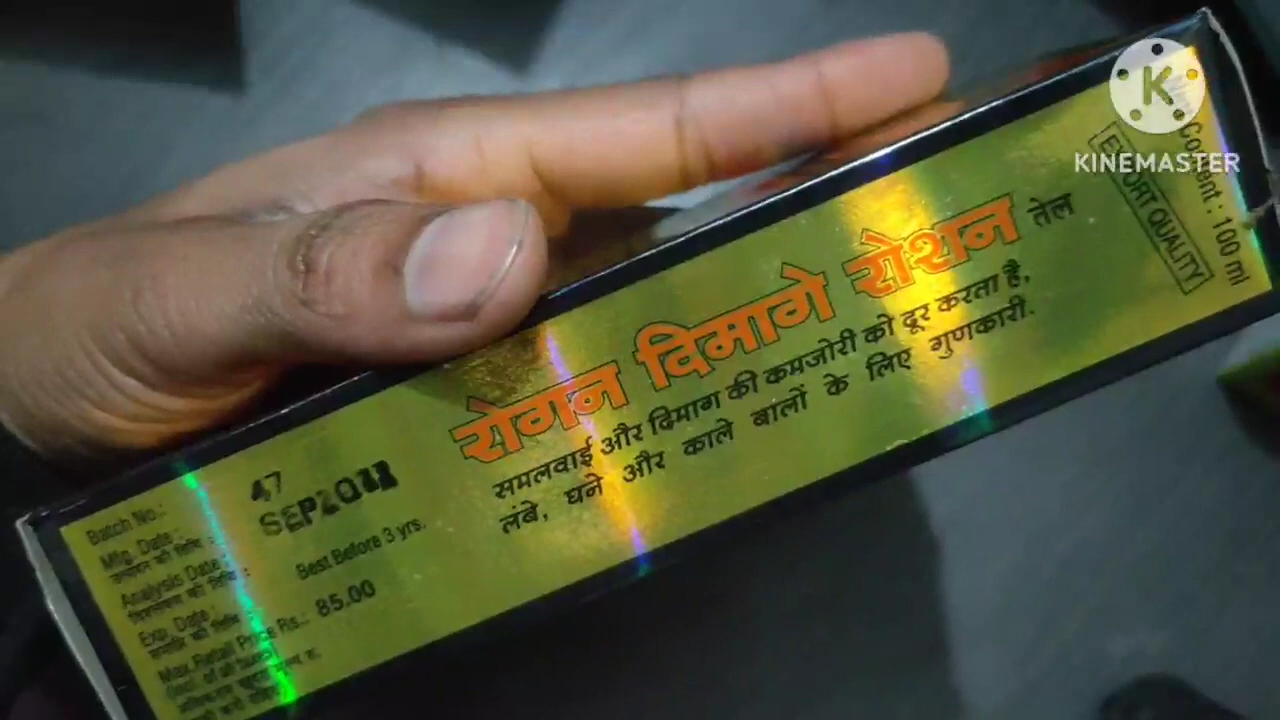 KINEMASTER
Content : 100 ml
EXPORT QUALITY
रोगन दिमागे रोशन तेल
समलवाई और दिमाग की कमजोरी को दूर करता है,
लंबे, घने और काले बालों के लिए गुणकारी.
Batch No.: 47
Mfg. Date : SEP2011
Analysis Date :
Exp. Date : Best Before 3 yrs.
Max. Retail Price Rs.: 85.00